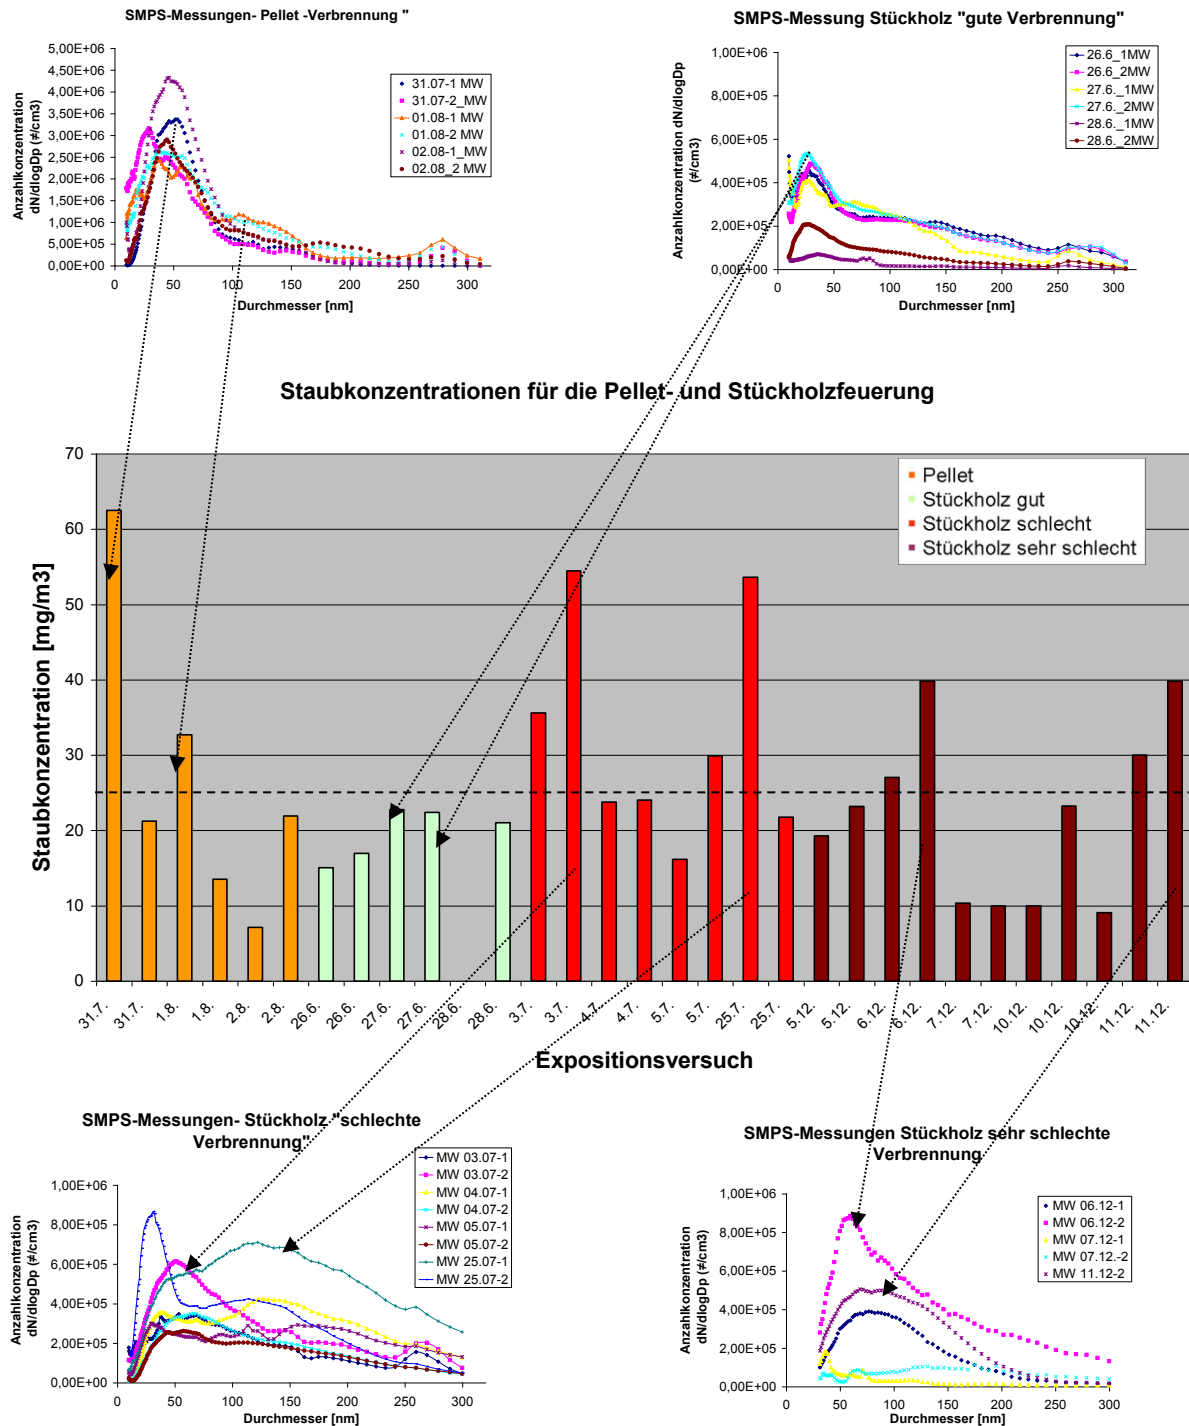 SMPS-Messungen- Pellet -Verbrennung "
5,00E+06
4,50E+06
4,00E+06
3,50E+06
3,00E+06
2,50E+06
2,00E+06
1,50E+06
1,00E+06
5,00E+05
0,00E+00
0 50 100 150 200 250 300
Anzahlkonzentration
dN/dlogDp (≠/cm3)
Durchmesser [nm]
31.07-1 MW
31.07-2_MW
01.08-1 MW
01.08-2 MW
02.08-1_MW
02.08_2 MW
SMPS-Messung Stückholz "gute Verbrennung"
1,00E+06
8,00E+05
6,00E+05
4,00E+05
2,00E+05
0,00E+00
0 50 100 150 200 250 300
Anzahlkonzentration dN/dlogDp
(≠/cm3)
Durchmesser [nm]
26.6_1MW
26.6_2MW
27.6._1MW
27.6._2MW
28.6._1MW
28.6._2MW
Staubkonzentrationen für die Pellet- und Stückholzfeuerung
70
60
50
40
30
20
10
0
Staubkonzentration [mg/m3]
Pellet
Stückholz gut
Stückholz schlecht
Stückholz sehr schlecht
31.7. 31.7. 1.8. 1.8. 2.8. 2.8. 26.6. 26.6. 27.6. 27.6. 28.6. 28.6. 3.7. 3.7. 4.7. 4.7. 5.7. 5.7. 25.7. 25.7. 5.12. 5.12. 6.12. 6.12. 7.12. 7.12. 10.12. 10.12. 10.12. 11.12. 11.12.
Expositionsversuch
SMPS-Messungen- Stückholz "schlechte
Verbrennung"
1,00E+06
8,00E+05
6,00E+05
4,00E+05
2,00E+05
0,00E+00
0 50 100 150 200 250 300
Anzahlkonzentration
dN/dlogDp (≠/cm3)
Durchmesser [nm]
MW 03.07-1
MW 03.07-2
MW 04.07-1
MW 04.07-2
MW 05.07-1
MW 05.07-2
MW 25.07-1
MW 25.07-2
SMPS-Messungen Stückholz sehr schlechte
Verbrennung
1,00E+06
8,00E+05
6,00E+05
4,00E+05
2,00E+05
0,00E+00
0 50 100 150 200 250 300
Anzahlkonzentration
dN/dlogDp (≠/cm3)
Durchmesser [nm]
MW 06.12-1
MW 06.12-2
MW 07.12-1
MW 07.12-2
MW 11.12-2